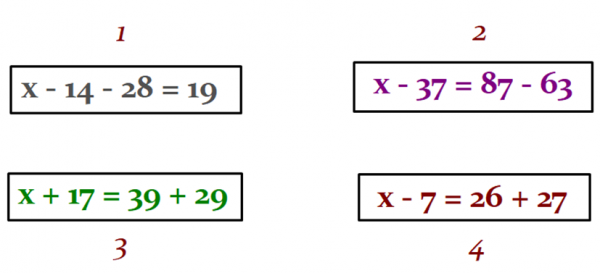 1
x - 14 - 28 = 19
2
x - 37 = 87 - 63
x + 17 = 39 + 29
3
x - 7 = 26 + 27
4